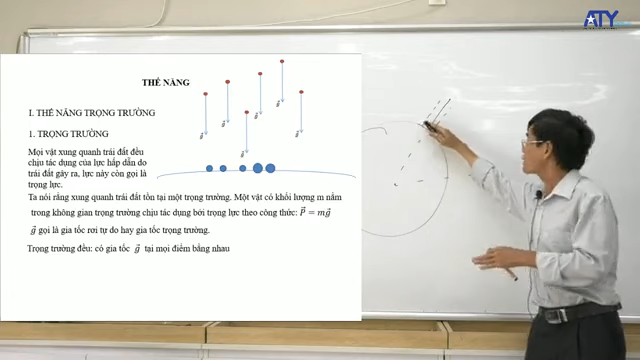 ATY
THẾ NĂNG
I. THẾ NĂNG TRỌNG TRƯỜNG
1. TRỌNG TRƯỜNG
Mọi vật xung quanh trái đất đều
chịu tác dụng của lực hấp dẫn do
trái đất gây ra, lực này còn gọi là
trọng lực.
Ta nói rằng xung quanh trái đất tồn tại một trọng trường. Một vật có khối lượng m nằm
trong không gian trọng trường chịu tác dụng bởi trọng lực theo công thức: P⃗ = mg⃗
g⃗ gọi là gia tốc rơi tự do hay gia tốc trọng trường.
Trọng trường đều: có gia tốc g⃗ tại mọi điểm bằng nhau